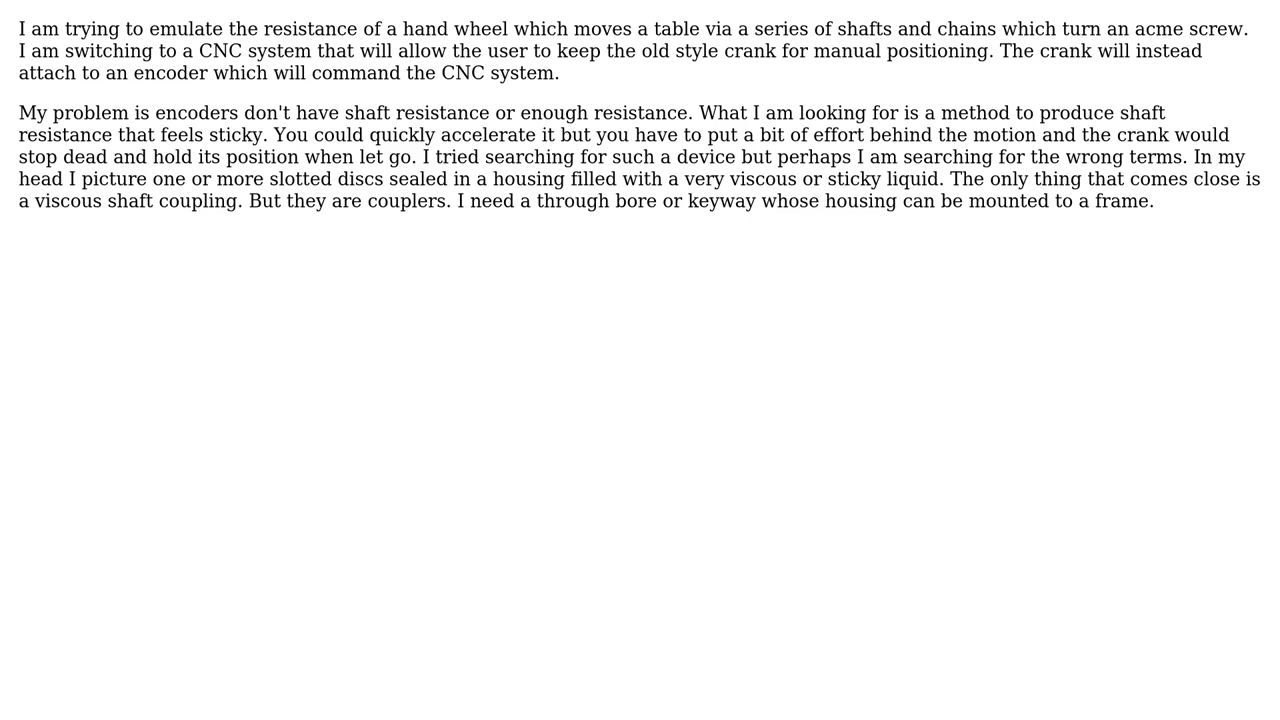 I am trying to emulate the resistance of a hand wheel which moves a table via a series of shafts and chains which turn an acme screw.
I am switching to a CNC system that will allow the user to keep the old style crank for manual positioning. The crank will instead
attach to an encoder which will command the CNC system.
My problem is encoders don't have shaft resistance or enough resistance. What I am looking for is a method to produce shaft
resistance that feels sticky. You could quickly accelerate it but you have to put a bit of effort behind the motion and the crank would
stop dead and hold its position when let go. I tried searching for such a device but perhaps I am searching for the wrong terms. In my
head I picture one or more slotted discs sealed in a housing filled with a very viscous or sticky liquid. The only thing that comes close is
a viscous shaft coupling. But they are couplers. I need a through bore or keyway whose housing can be mounted to a frame.